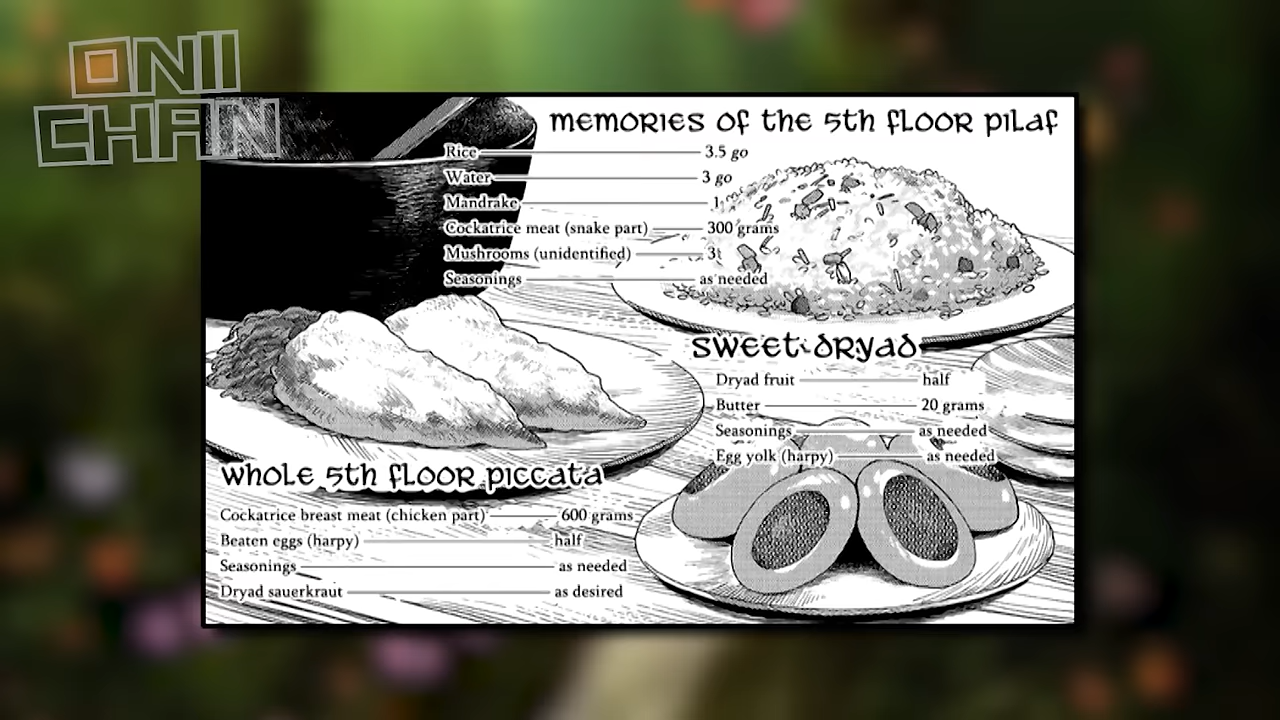 ONII
CHAN
MEMORIES OF THE 5TH FLOOR PILAF
Rice 3.5 go
Water 3 go
Mandrake 1
Cockatrice meat (snake part) 300 grams
Mushrooms (unidentified) 3
Seasonings as needed
SWEET DRYAD
Dryad fruit half
Butter 20 grams
Seasonings as needed
Egg yolk (harpy) as needed
WHOLE 5TH FLOOR PICCATA
Cockatrice breast meat (chicken part) 600 grams
Beaten eggs (harpy) half
Seasonings as needed
Dryad sauerkraut as desired